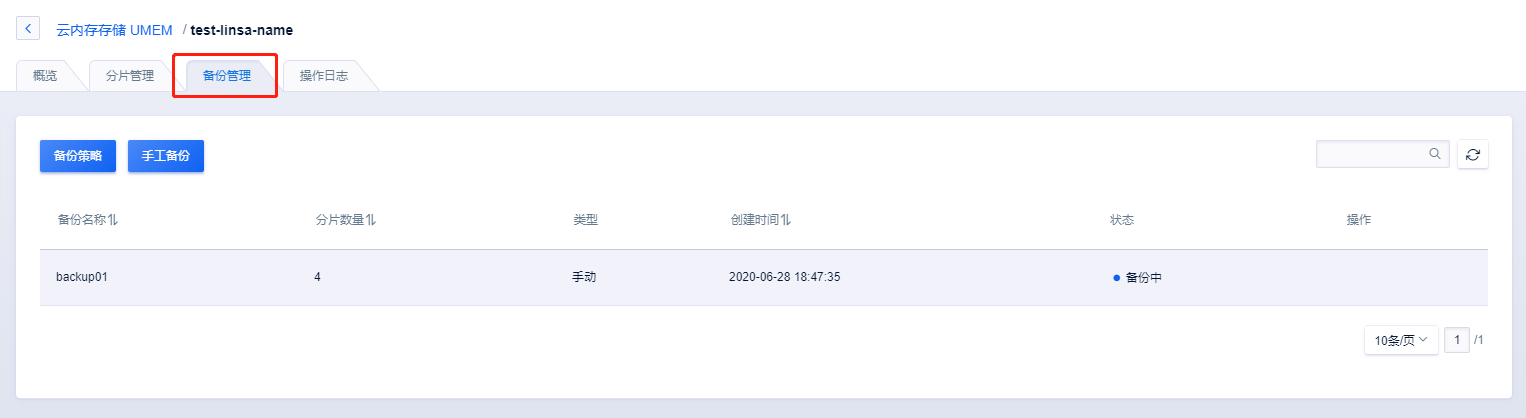 云内存存储 UMEM / test-linsa-name
概览 分片管理 备份管理 操作日志
备份策略 手工备份
备份名称 分片数量 类型 创建时间 状态 操作
backup01 4 手动 2020-06-28 18:47:35 备份中
10条/页 1 /1